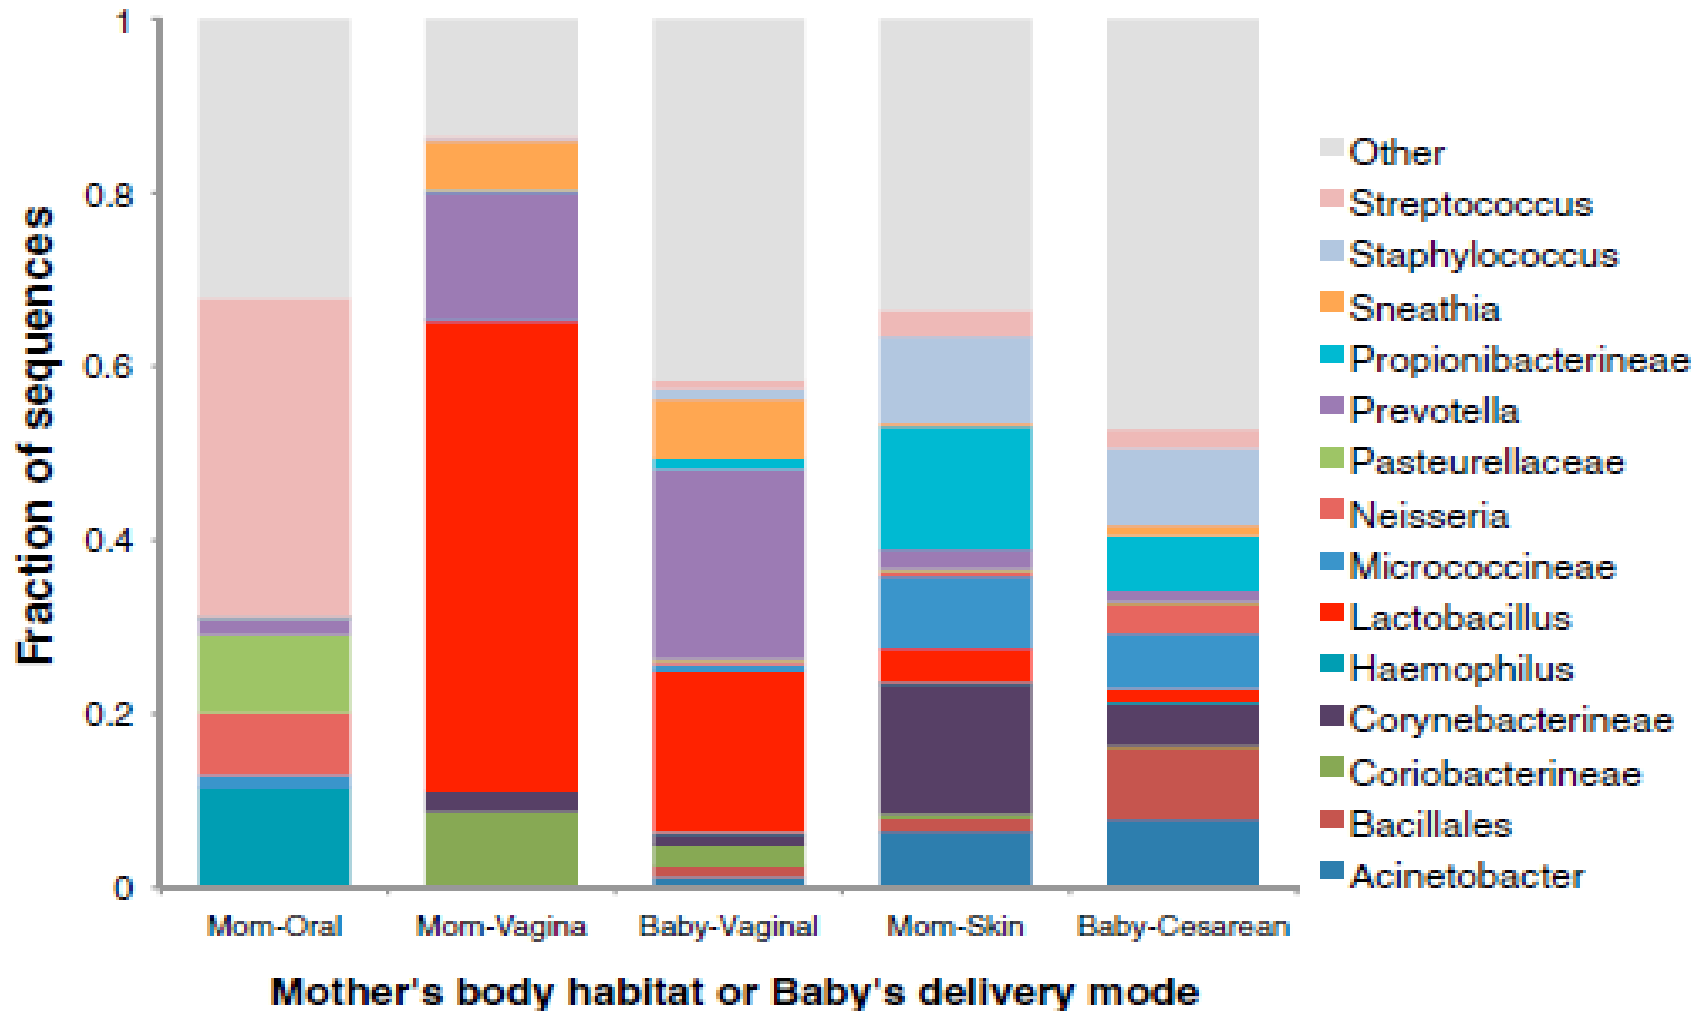 Fraction of sequences
1
0.8
0.6
0.4
0.2
0
Mom-Oral
Mom-Vagina
Baby-Vaginal
Mom-Skin
Baby-Cesarean
Mother's body habitat or Baby's delivery mode
Other
Streptococcus
Staphylococcus
Sneathia
Propionibacterineae
Prevotella
Pasteurellaceae
Neisseria
Micrococcineae
Lactobacillus
Haemophilus
Corynebacterineae
Coriobacterineae
Bacillales
Acinetobacter